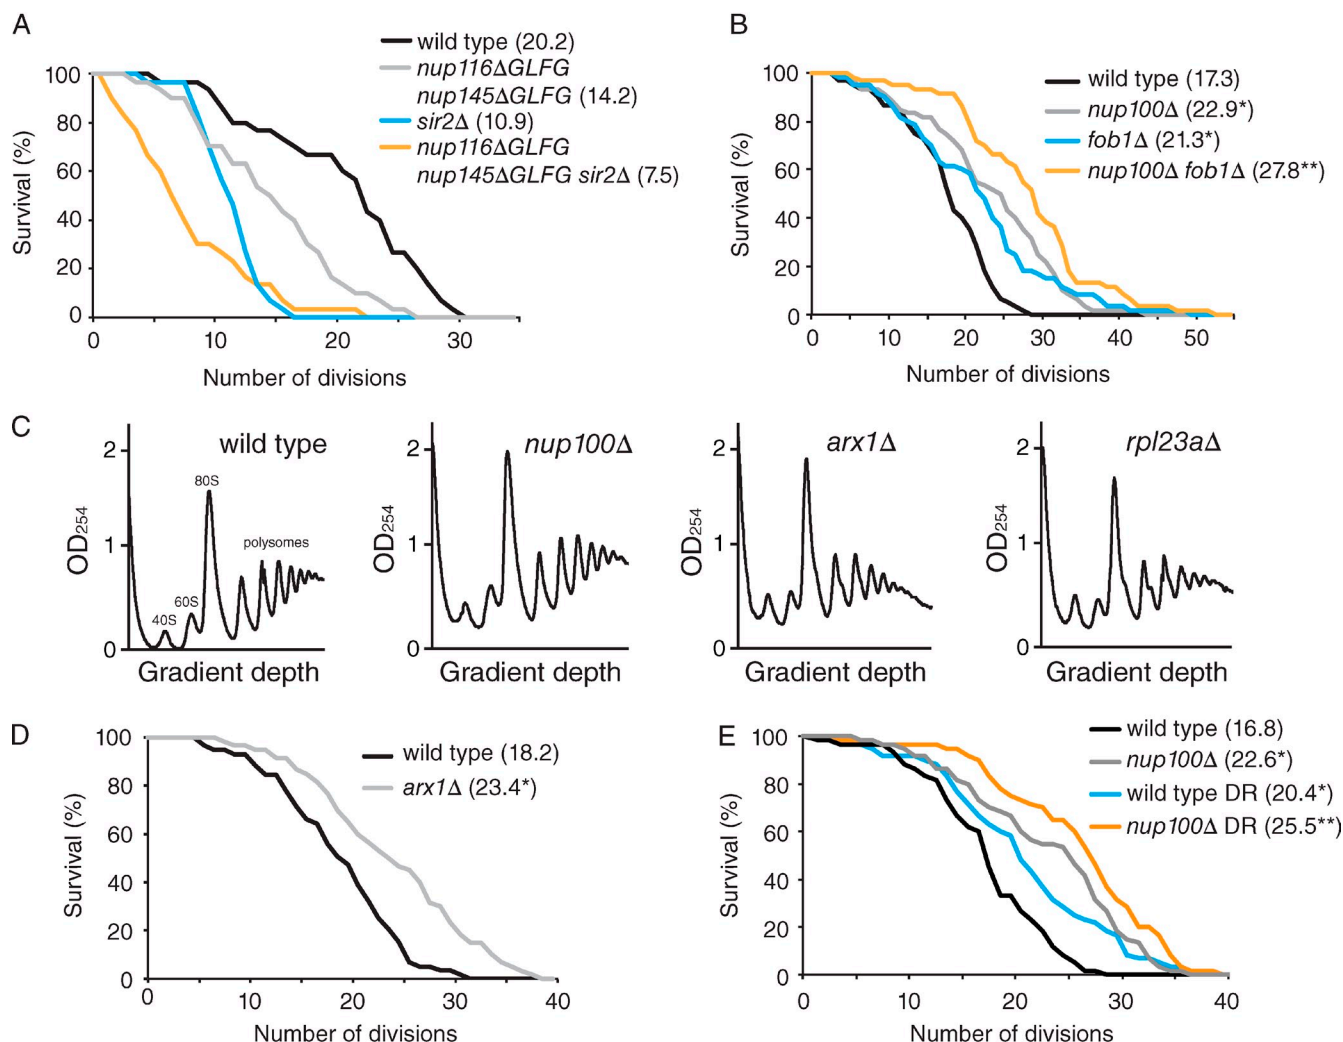 A
wild type (20.2)
nup116ΔGLFG
nup145ΔGLFG (14.2)
sir2Δ (10.9)
nup116ΔGLFG
nup145ΔGLFG sir2Δ (7.5)
Survival (%)
100
80
60
40
20
0
0 10 20 30
Number of divisions
B
wild type (17.3)
nup100Δ (22.9*)
fob1Δ (21.3*)
nup100Δ fob1Δ (27.8**)
Survival (%)
100
80
60
40
20
0
0 10 20 30 40 50
Number of divisions
C
wild type
OD254
2
1
0
40S
60S
80S
polysomes
Gradient depth
nup100Δ
OD254
2
1
0
Gradient depth
arx1Δ
OD254
2
1
0
Gradient depth
rpl23aΔ
OD254
2
1
0
Gradient depth
D
wild type (18.2)
arx1Δ (23.4*)
Survival (%)
100
80
60
40
20
0
0 10 20 30 40
Number of divisions
E
wild type (16.8)
nup100Δ (22.6*)
wild type DR (20.4*)
nup100Δ DR (25.5**)
Survival (%)
100
80
60
40
20
0
0 10 20 30 40
Number of divisions